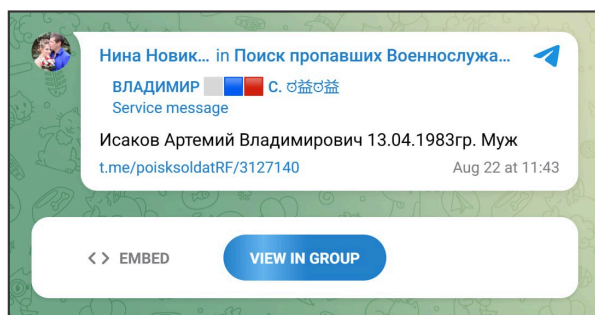 Нина Новик... in Поиск пропавших Военнослужа...
ВЛАДИМИР ⬜🟦🟥 С. ಠ益ಠ益
Service message
Исаков Артемий Владимирович 13.04.1983гр. Муж
t.me/poisksoldatRF/3127140 Aug 22 at 11:43
<> EMBED VIEW IN GROUP